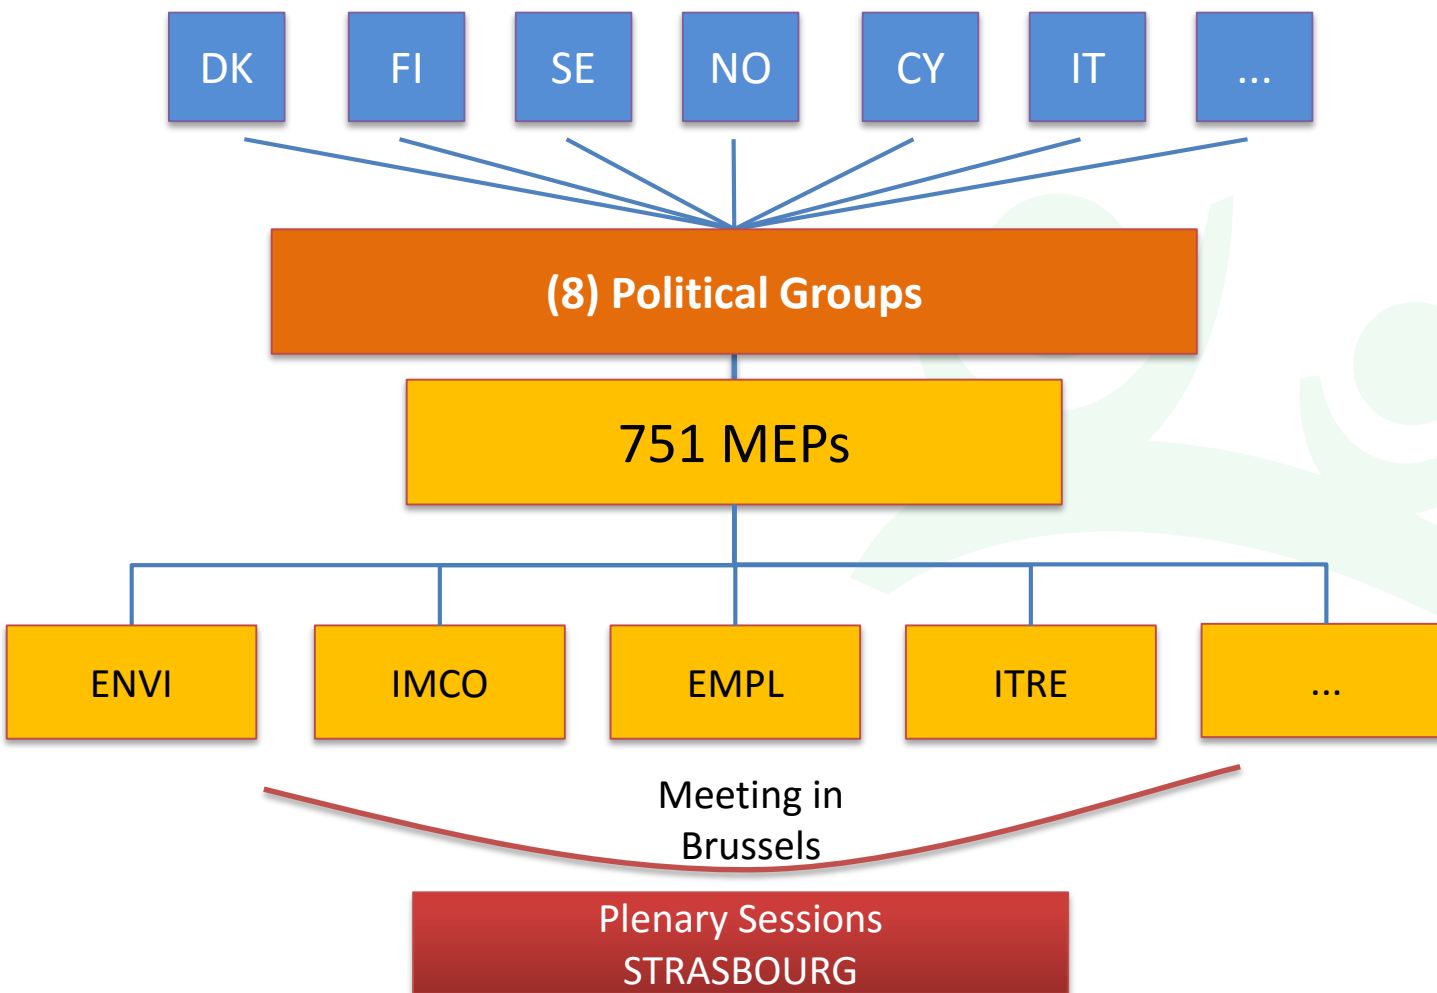 DK
FI
SE
NO
CY
IT
...
(8) Political Groups
751 MEPs
ENVI
IMCO
EMPL
ITRE
...
Meeting in
Brussels
Plenary Sessions
STRASBOURG